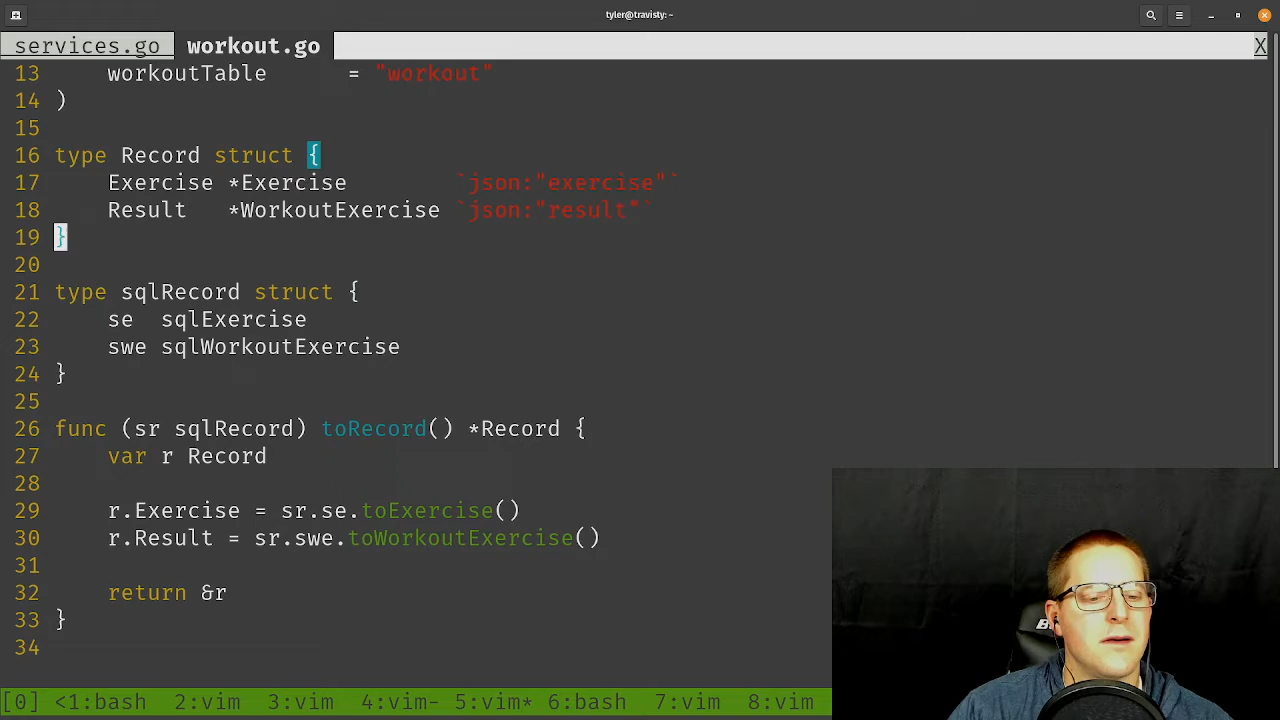 tyler@travisty: ~
services.go workout.go X
13 workoutTable = "workout"
14 )
15
16 type Record struct {
17 Exercise *Exercise `json:"exercise"`
18 Result *WorkoutExercise `json:"result"`
19 }
20
21 type sqlRecord struct {
22 se sqlExercise
23 swe sqlWorkoutExercise
24 }
25
26 func (sr sqlRecord) toRecord() *Record {
27 var r Record
28
29 r.Exercise = sr.se.toExercise()
30 r.Result = sr.swe.toWorkoutExercise()
31
32 return &r
33 }
34
[0] <1:bash 2:vim 3:vim 4:vim- 5:vim* 6:bash 7:vim 8:vim